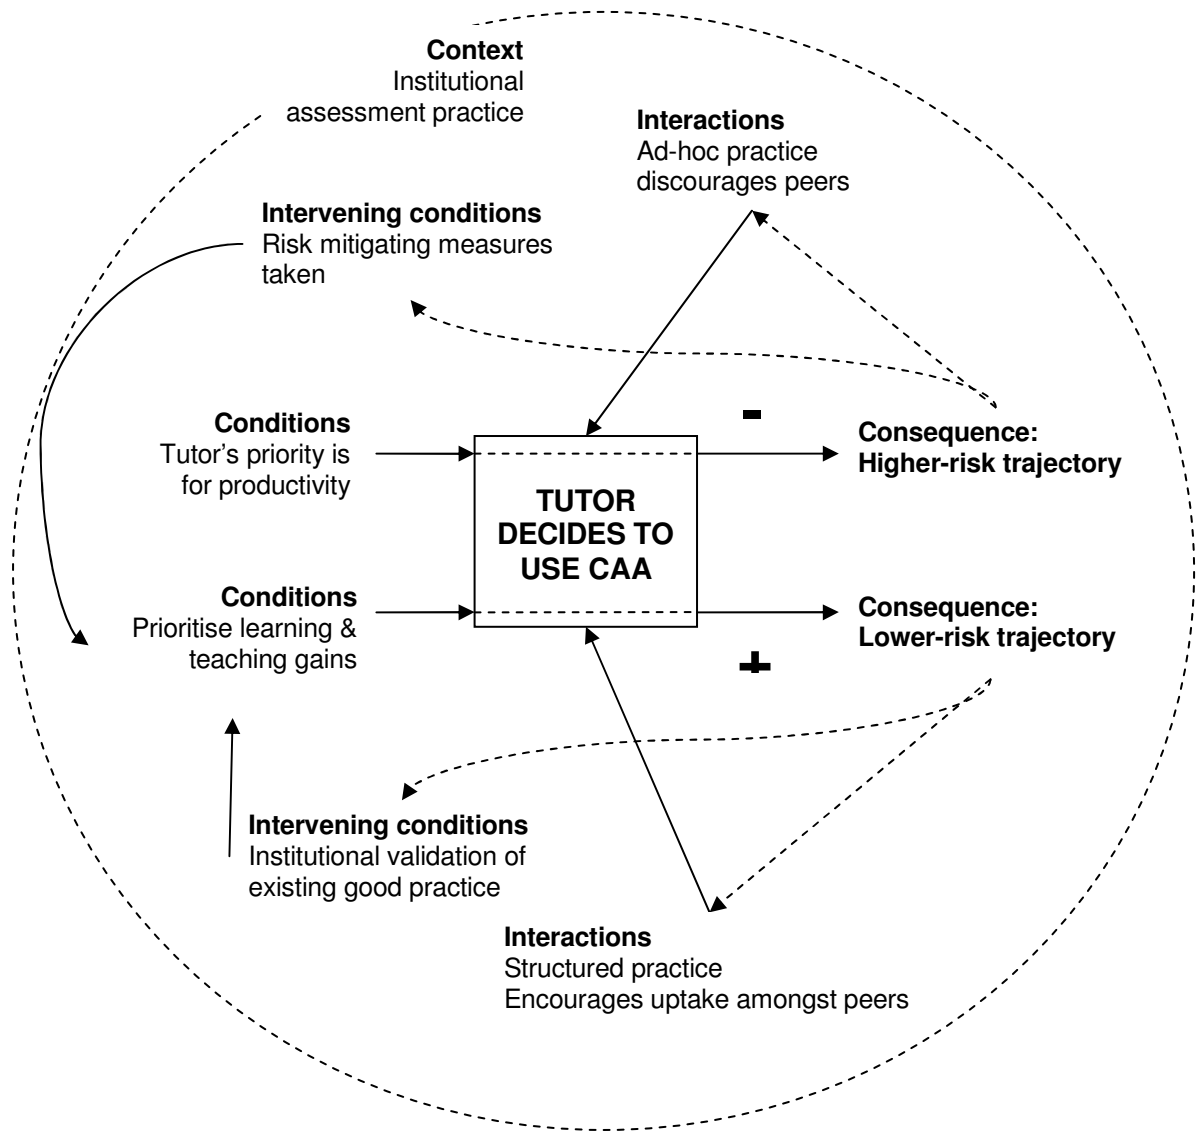 Context
Institutional
assessment practice
Interactions
Ad-hoc practice
discourages peers
Intervening conditions
Risk mitigating measures
taken
Conditions
Tutor's priority is
for productivity
-
Consequence:
Higher-risk trajectory
TUTOR
DECIDES TO
USE CAA
Conditions
Prioritise learning &
teaching gains
+
Consequence:
Lower-risk trajectory
Intervening conditions
Institutional validation of
existing good practice
Interactions
Structured practice
Encourages uptake amongst peers